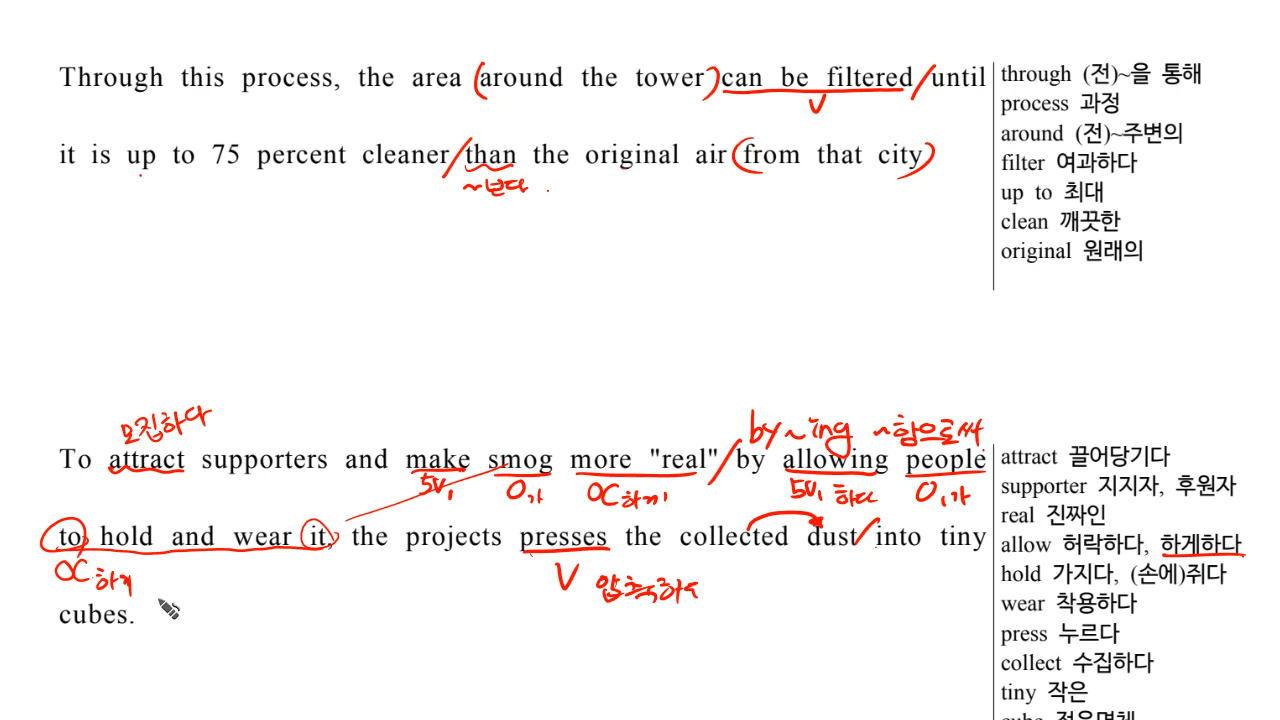 Through this process, the area (around the tower) can be filtered / until
through (전)~을 통해
process 과정
V
around (전)~주변의
it is up to 75 percent cleaner / than the original air (from that city)
filter 여과하다
~보다
up to 최대
clean 깨끗한
original 원래의
모집하다
by ~ing ~함으로써
To attract supporters and make smog more "real" / by allowing people
attract 끌어당기다
supporter 지지자, 후원자
5V₁ O가 OC하게 5V₁ 하다 O₁가
real 진짜인
to hold and wear it, the projects presses the collected dust / into tiny
allow 허락하다, 하게하다
OC 하게
V 압축하
hold 가지다, (손에)쥐다
wear 착용하다
cubes.
press 누르다
collect 수집하다
tiny 작은